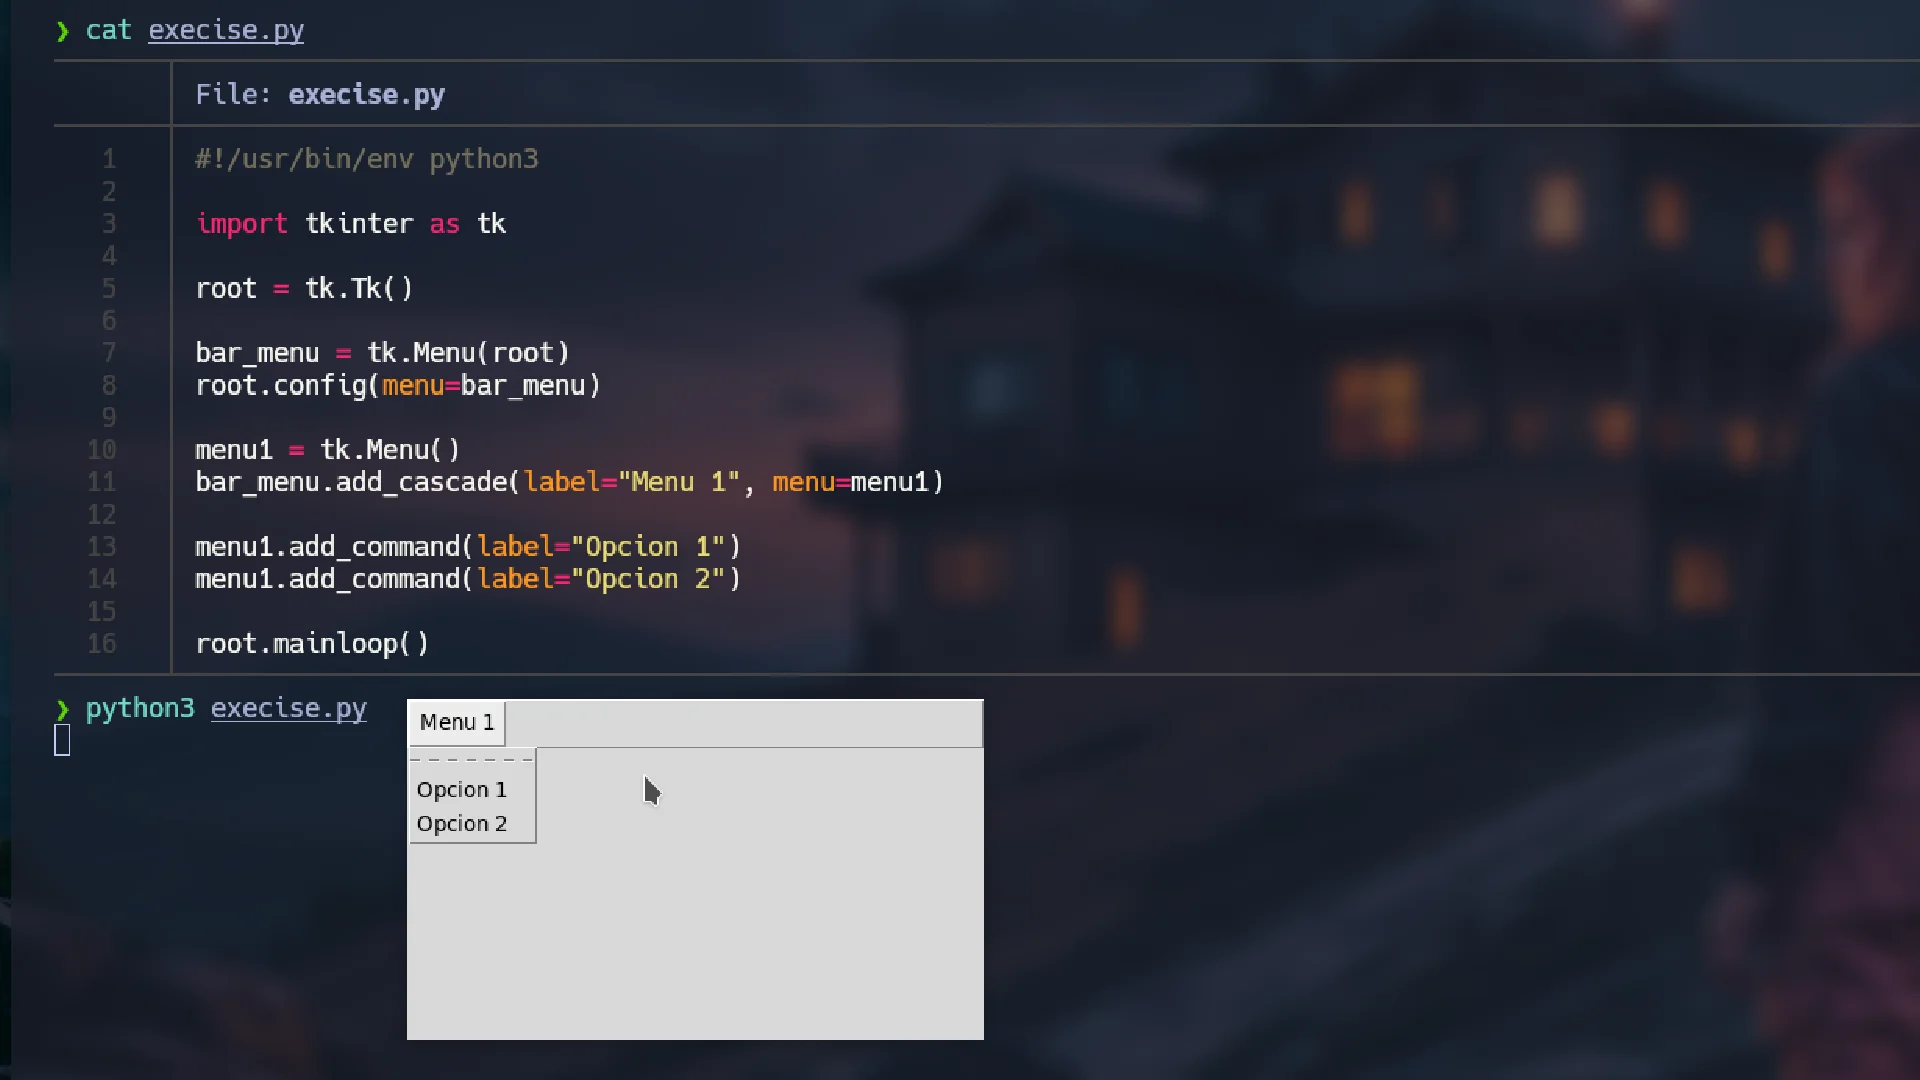 ❯ cat execise.py
File: execise.py
1 #!/usr/bin/env python3
2
3 import tkinter as tk
4
5 root = tk.Tk()
6
7 bar_menu = tk.Menu(root)
8 root.config(menu=bar_menu)
9
10 menu1 = tk.Menu()
11 bar_menu.add_cascade(label="Menu 1", menu=menu1)
12
13 menu1.add_command(label="Opcion 1")
14 menu1.add_command(label="Opcion 2")
15
16 root.mainloop()
❯ python3 execise.py
Menu 1
Opcion 1
Opcion 2